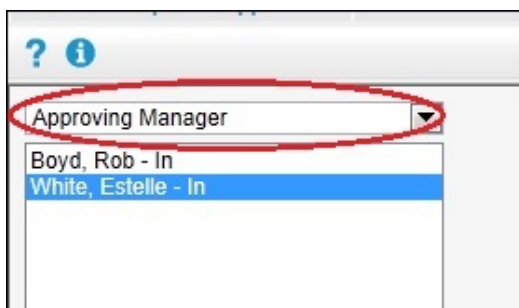 ?
Approving Manager
Boyd, Rob - In
White, Estelle - In